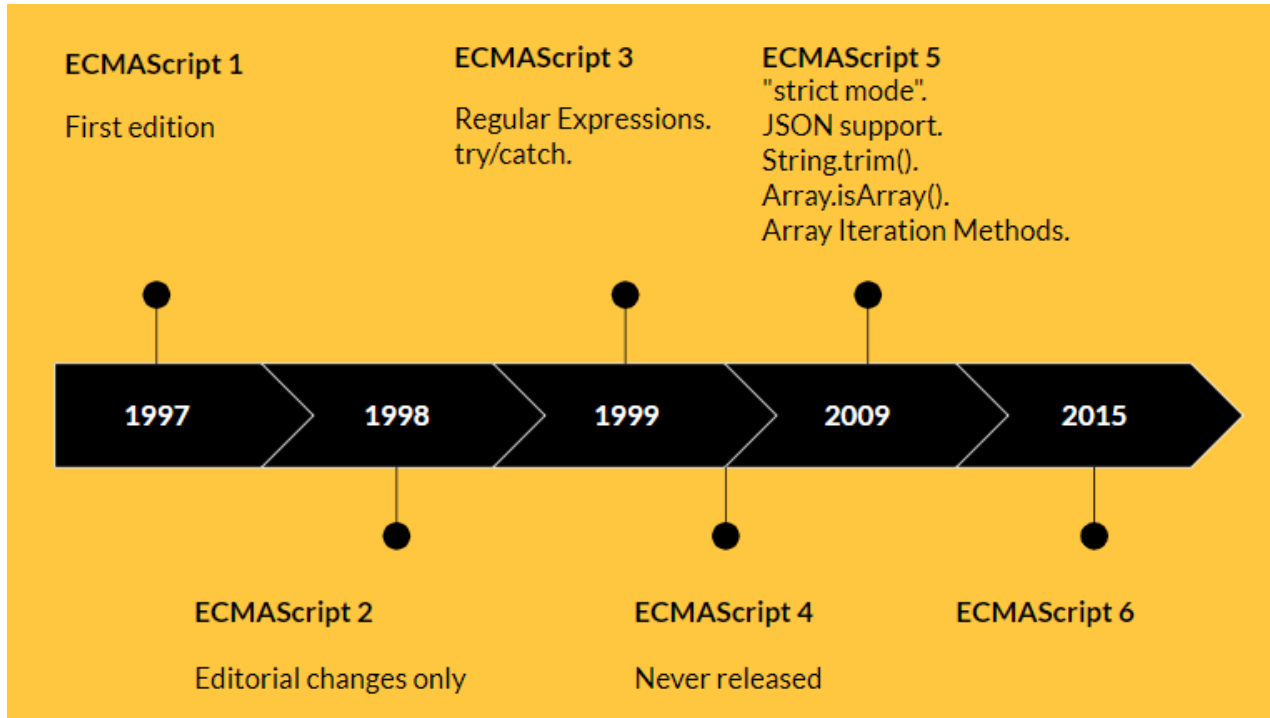 ECMAScript 1
First edition
ECMAScript 3
Regular Expressions.
try/catch.
ECMAScript 5
"strict mode".
JSON support.
String.trim().
Array.isArray().
Array Iteration Methods.
1997
1998
1999
2009
2015
ECMAScript 2
Editorial changes only
ECMAScript 4
Never released
ECMAScript 6